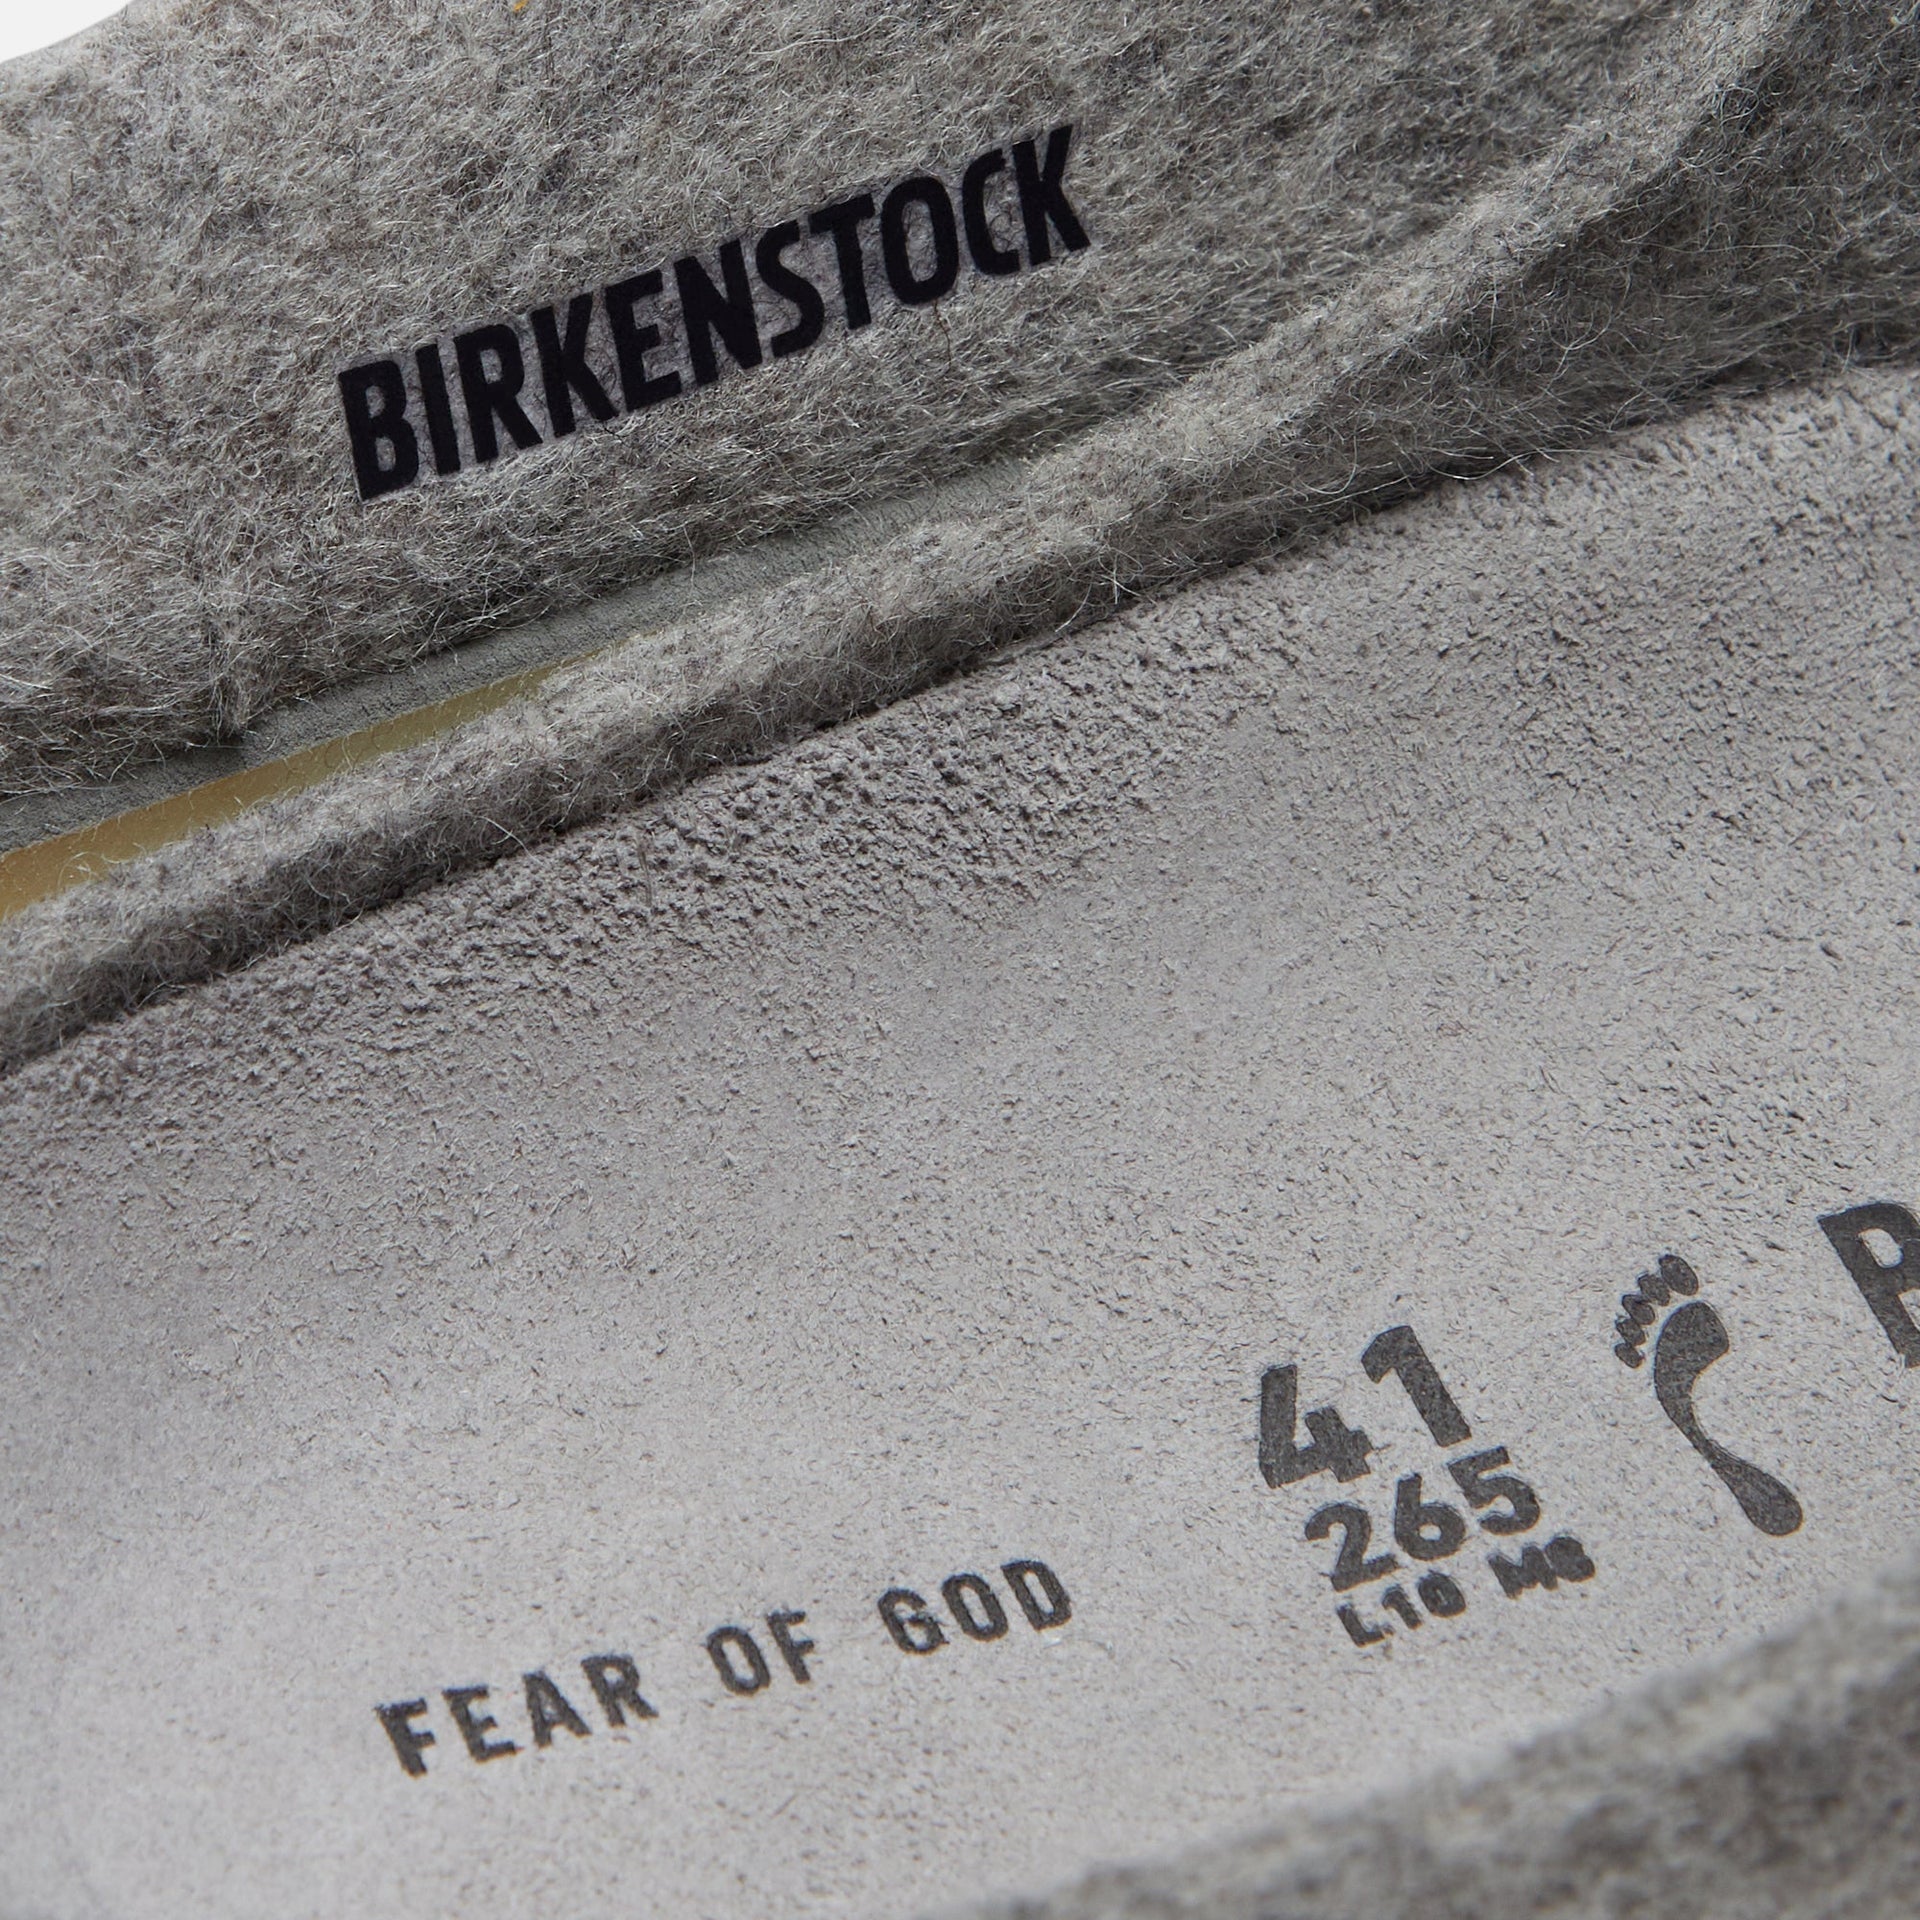 BIRKENSTOCK
41
265
L10 M8
FEAR OF GOD